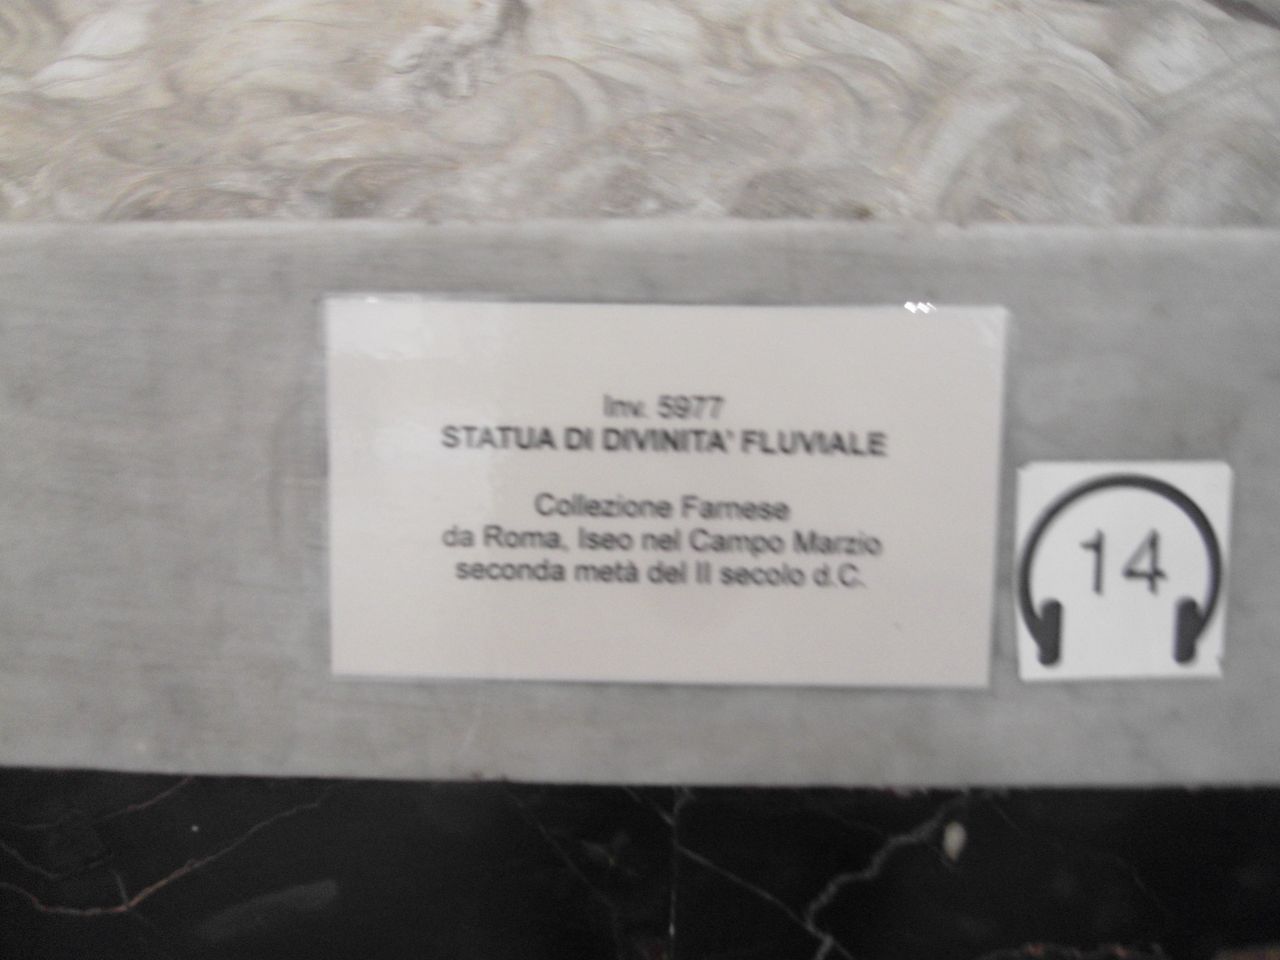 Inv. 5977
STATUA DI DIVINITA' FLUVIALE
Collezione Farnese
da Roma, Iseo nel Campo Marzio
seconda metà del II secolo d.C.
14